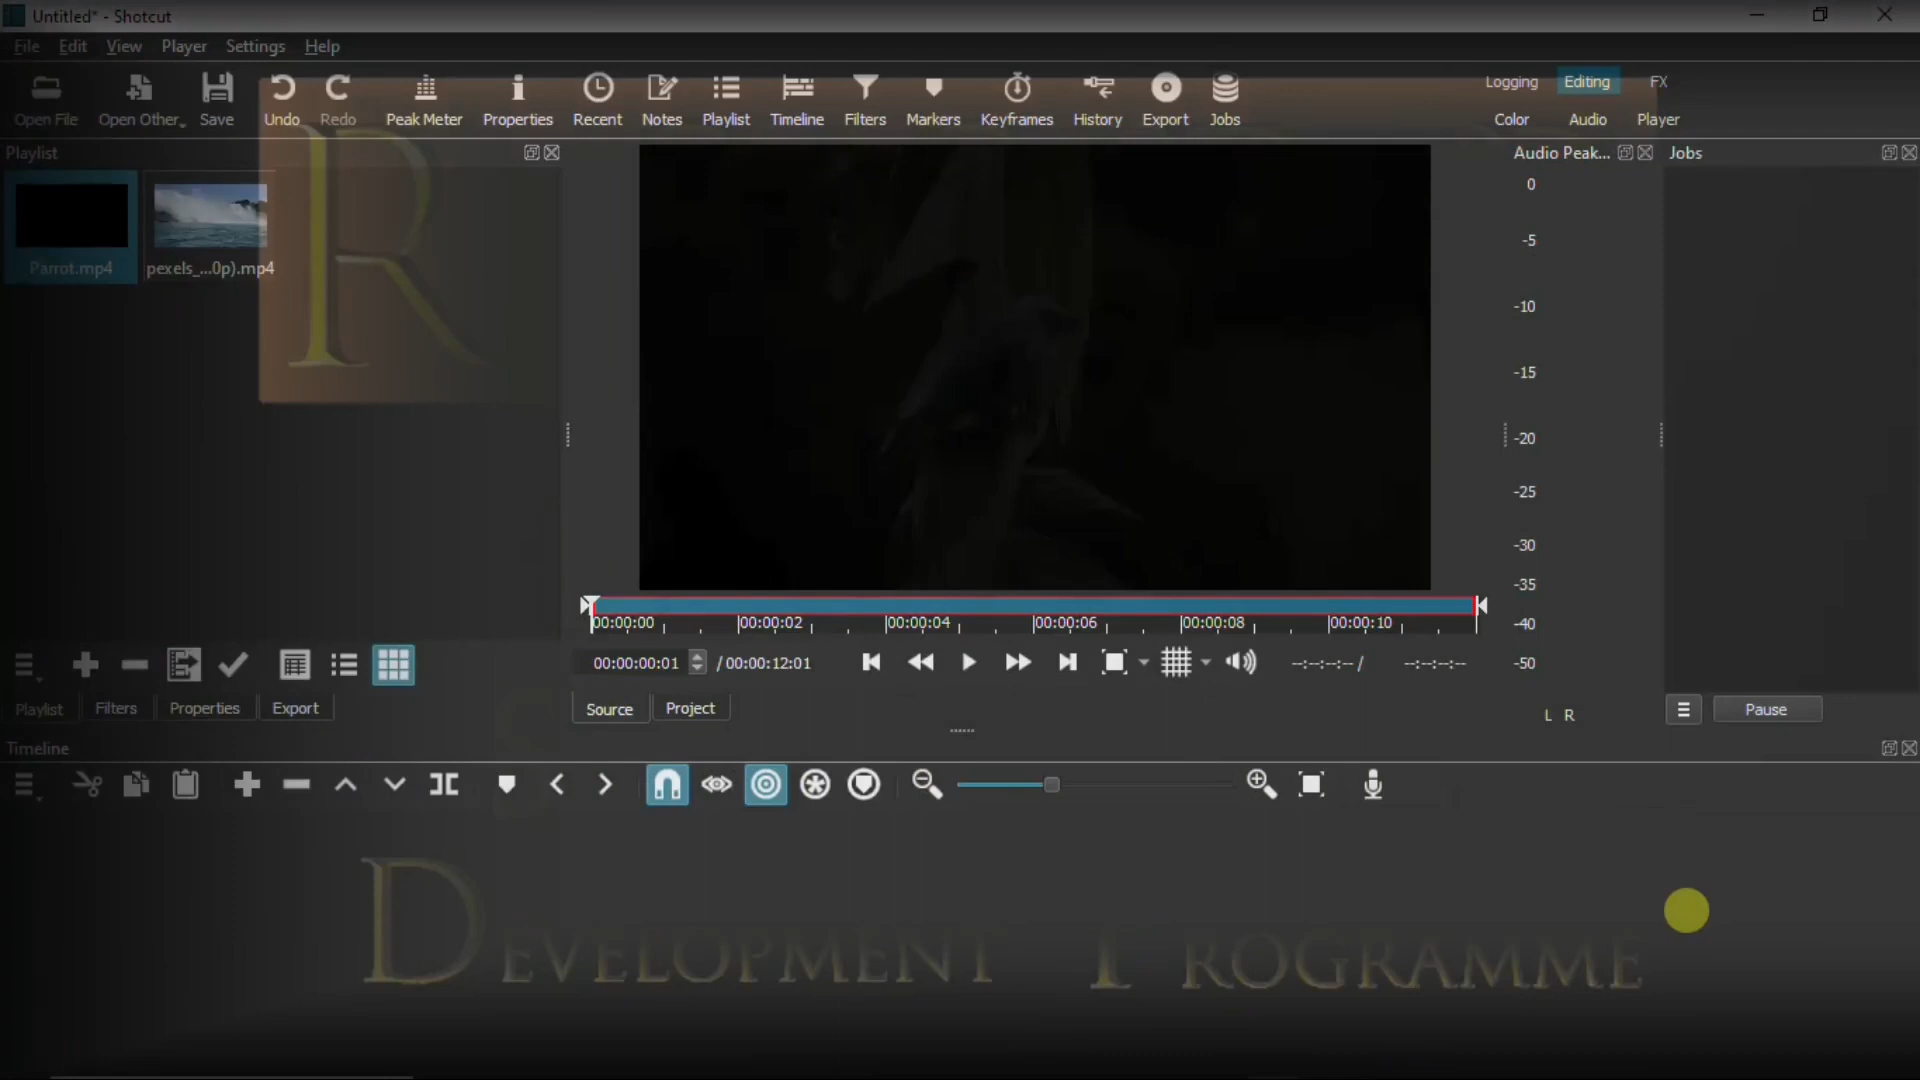 Untitled* - Shotcut
File Edit View Player Settings Help
Open File Open Other Save Undo Redo Peak Meter Properties Recent Notes Playlist Timeline Filters Markers Keyframes History Export Jobs
Logging Editing FX
Color Audio Player
Playlist
Audio Peak... Jobs
R
Parrot.mp4 pexels_...0p).mp4
0
-5
-10
-15
-20
-25
-30
-35
-40
-50
L R
00:00:00 00:00:02 00:00:04 00:00:06 00:00:08 00:00:10
00:00:00:01 / 00:00:12:01 --:--:--:-- / --:--:--:--
Playlist Filters Properties Export
Source Project
Pause
Timeline
DEVELOPMENT PROGRAMME